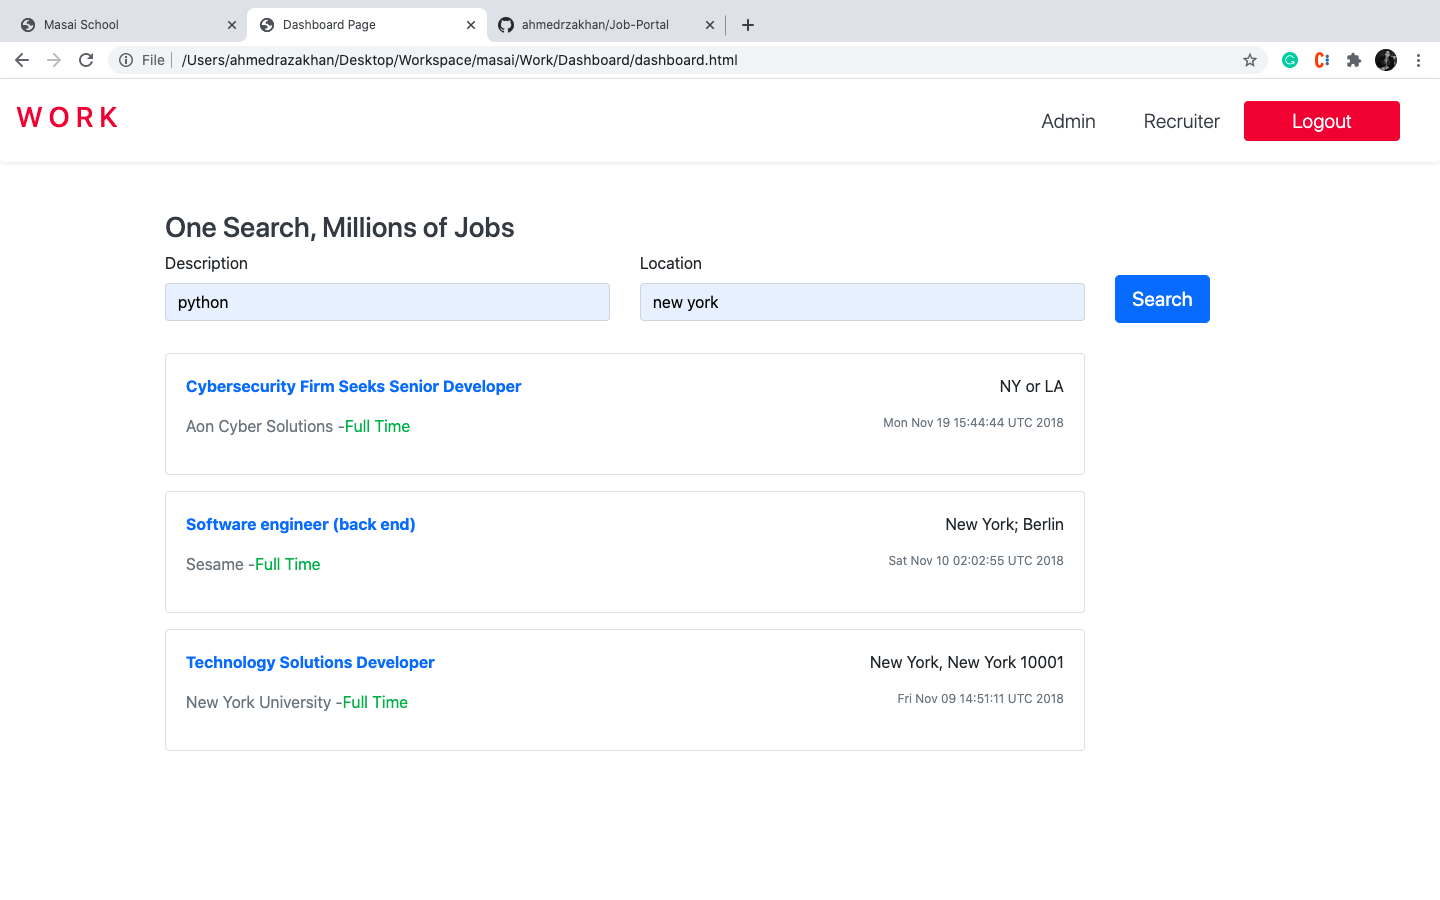 Masai School
Dashboard Page
ahmedrzakhan/Job-Portal
File /Users/ahmedrazakhan/Desktop/Workspace/masai/Work/Dashboard/dashboard.html
WORK
Admin Recruiter Logout
One Search, Millions of Jobs
Description Location
python new york Search
Cybersecurity Firm Seeks Senior Developer NY or LA
Aon Cyber Solutions -Full Time Mon Nov 19 15:44:44 UTC 2018
Software engineer (back end) New York; Berlin
Sesame -Full Time Sat Nov 10 02:02:55 UTC 2018
Technology Solutions Developer New York, New York 10001
New York University -Full Time Fri Nov 09 14:51:11 UTC 2018